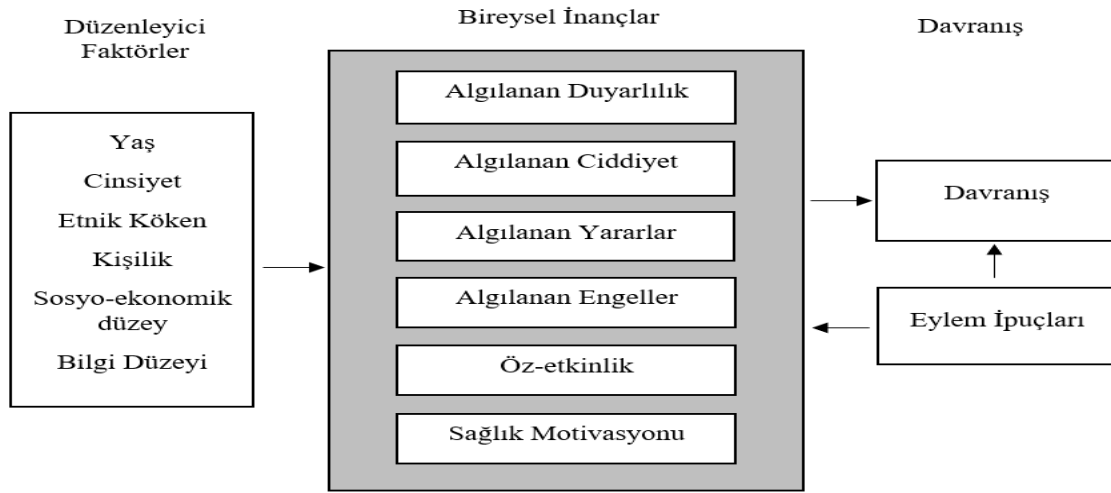 Düzenleyici
Faktörler
Yaş
Cinsiyet
Etnik Köken
Kişilik
Sosyo-ekonomik
düzey
Bilgi Düzeyi
Bireysel İnançlar
Algılanan Duyarlılık
Algılanan Ciddiyet
Algılanan Yararlar
Algılanan Engeller
Öz-etkinlik
Sağlık Motivasyonu
Davranış
Davranış
Eylem İpuçları